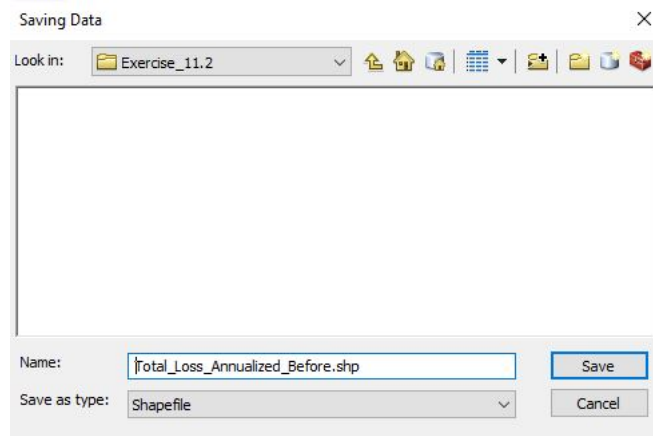 Saving Data
Look in: Exercise_11.2
Name: Total_Loss_Annualized_Before.shp Save
Save as type: Shapefile Cancel